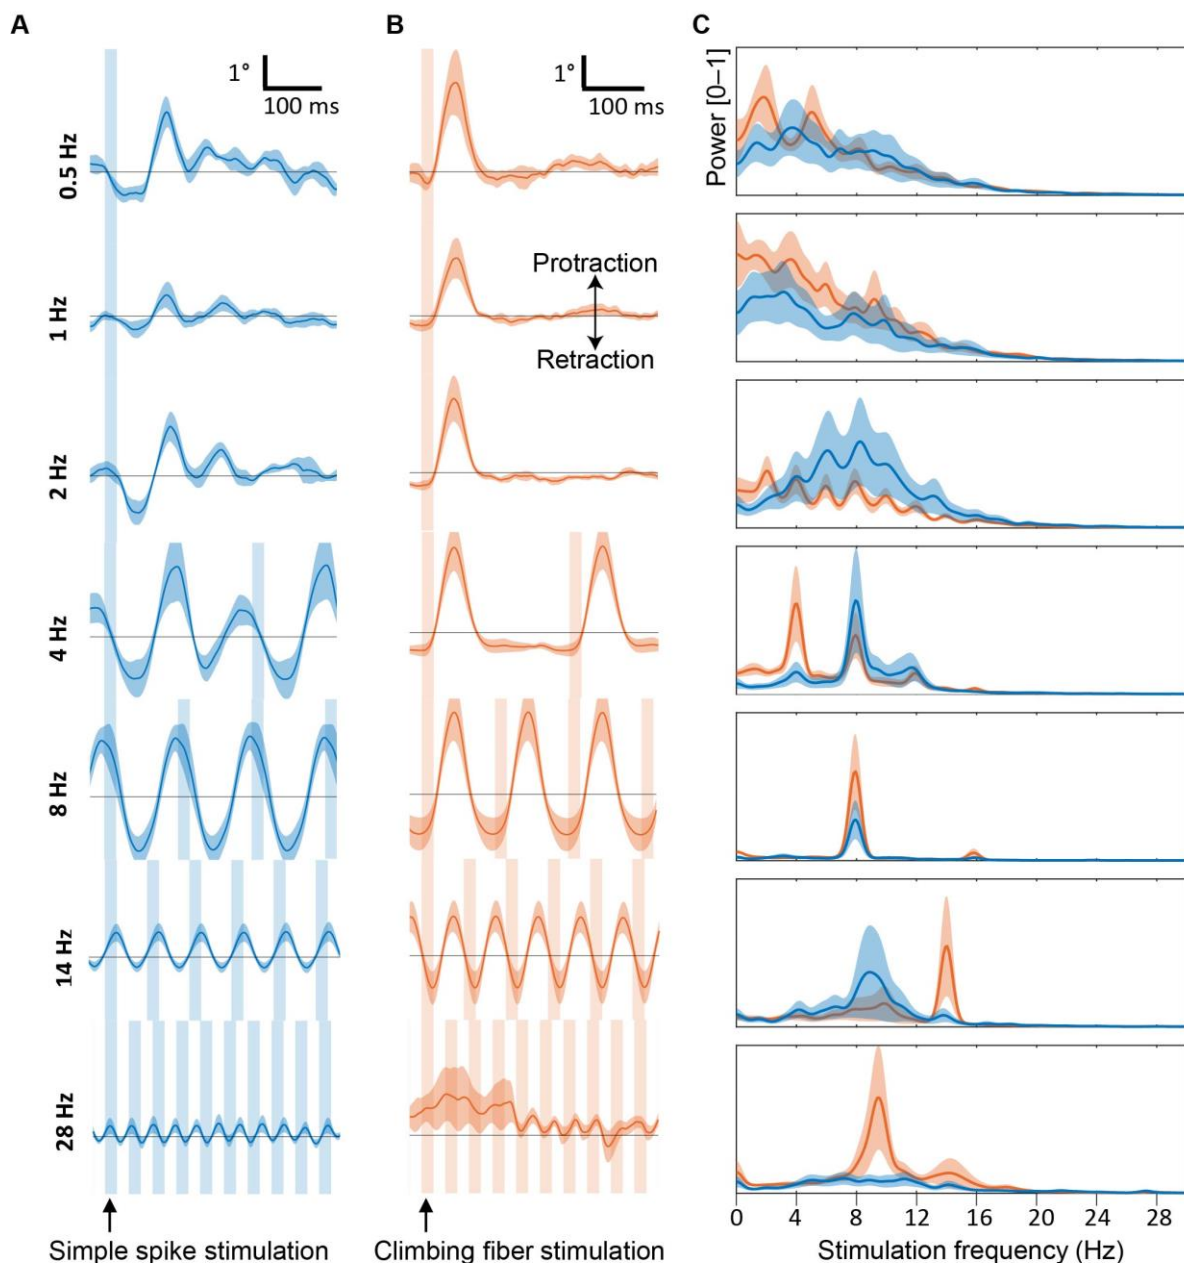 A
B
C
1°
100 ms
1°
100 ms
Power [0–1]
0.5 Hz
1 Hz
Protraction
Retraction
2 Hz
4 Hz
8 Hz
14 Hz
28 Hz
0 4 8 12 16 20 24 28
Simple spike stimulation
Climbing fiber stimulation
Stimulation frequency (Hz)